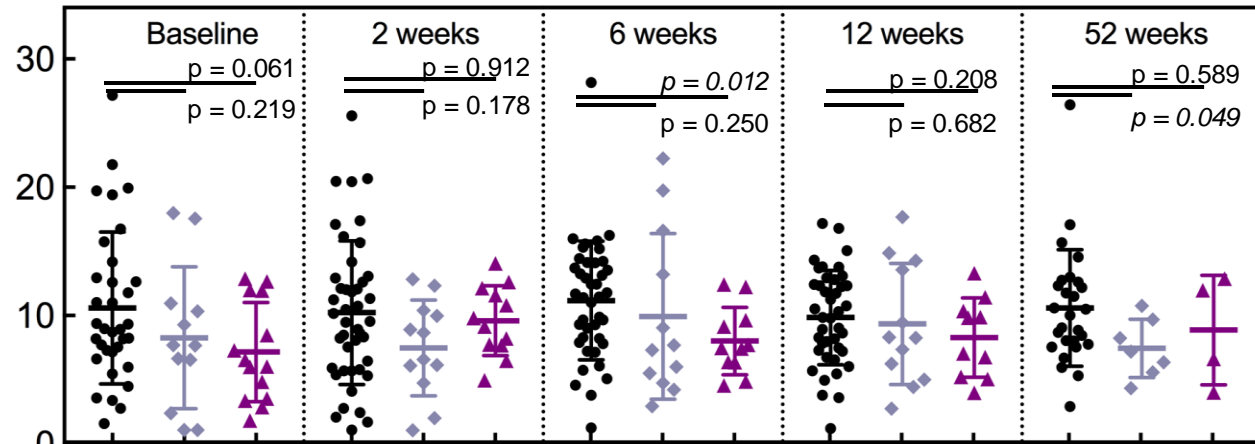 Baseline 2 weeks 6 weeks 12 weeks 52 weeks
30
p = 0.061 p = 0.912 p = 0.012 p = 0.208 p = 0.589
p = 0.219 p = 0.178 p = 0.250 p = 0.682 p = 0.049
20
10
0